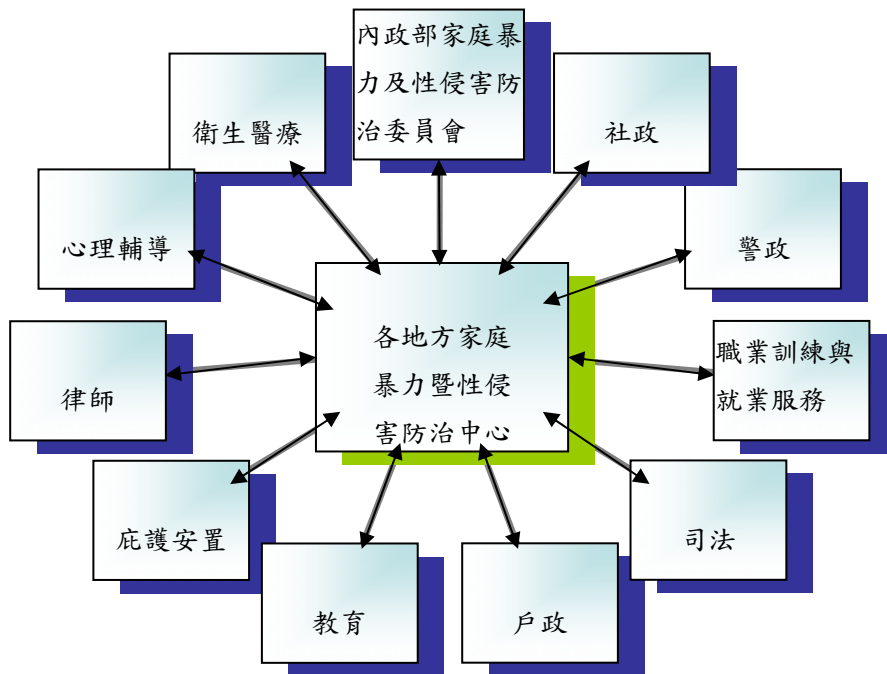 內政部家庭暴
力及性侵害防
治委員會
衛生醫療
社政
心理輔導
警政
各地方家庭
暴力暨性侵
害防治中心
職業訓練與
就業服務
律師
庇護安置
司法
教育
戶政